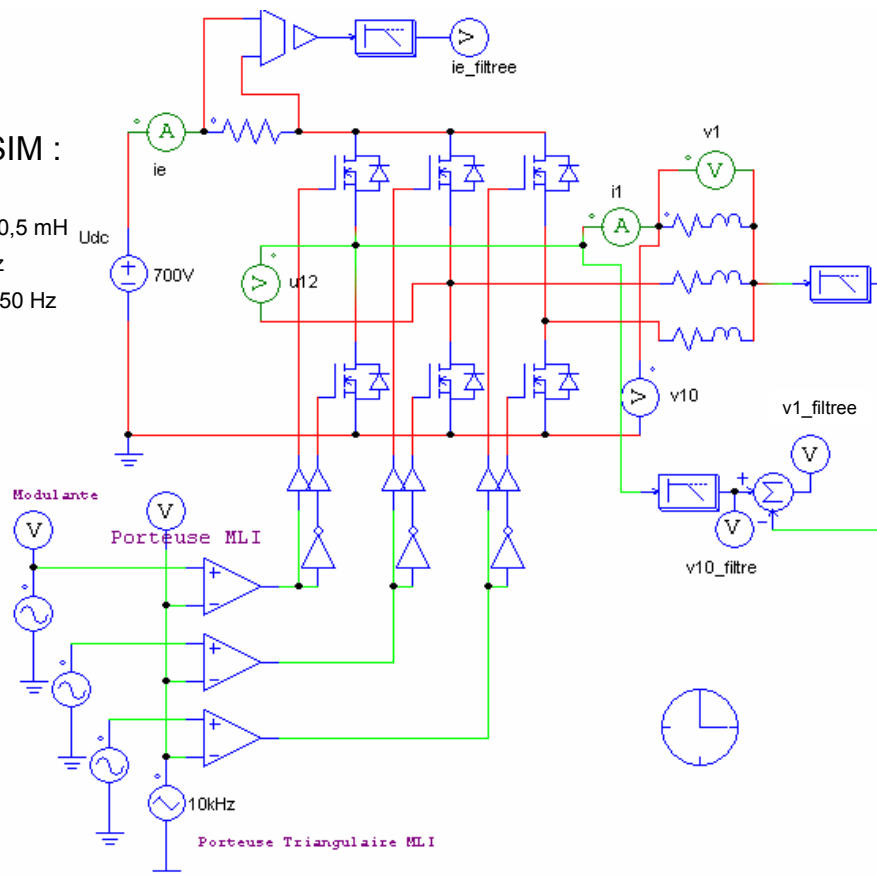 ie_filtree
SIM :
A
ie
0,5 mH
z
50 Hz
Udc
700V
V
u12
v1
V
i1
A
V
v10
v1_filtree
V
V
v10_filtre
Σ
+
-
Modulante
V
V
Porteuse MLI
+
-
+
-
+
-
10kHz
Porteuse Triangulaire MLI